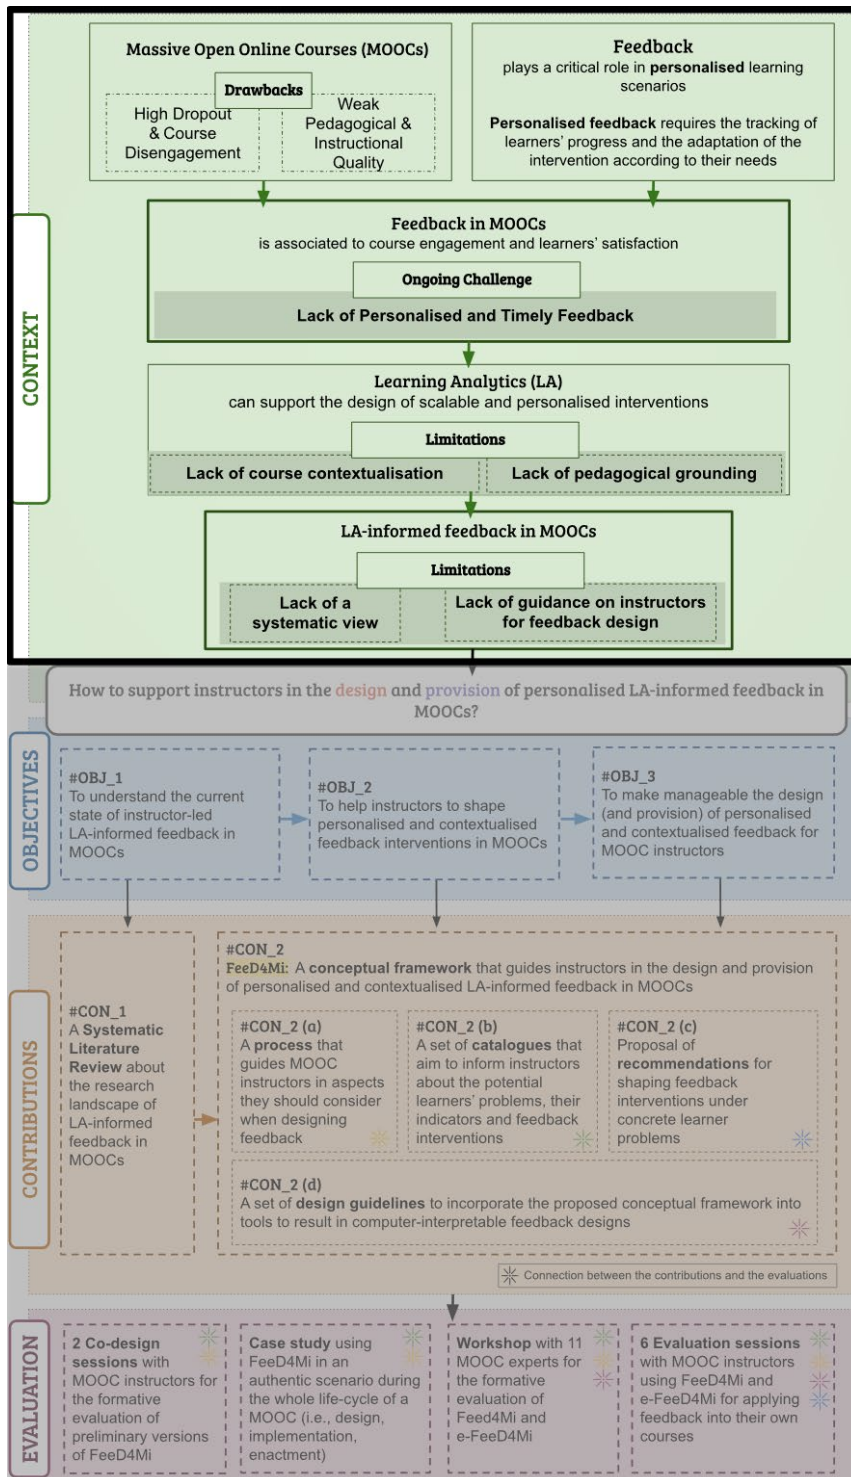 Massive Open Online Courses (MOOCs)
Drawbacks
High Dropout
& Course
Disengagement
Weak
Pedagogical &
Instructional
Quality
Feedback
plays a critical role in personalised learning
scenarios
Personalised feedback requires the tracking of
learners' progress and the adaptation of the
intervention according to their needs
CONTEXT
Feedback in MOOCs
is associated to course engagement and learners' satisfaction
Ongoing Challenge
Lack of Personalised and Timely Feedback
Learning Analytics (LA)
can support the design of scalable and personalised interventions
Limitations
Lack of course contextualisation
Lack of pedagogical grounding
LA-informed feedback in MOOCs
Limitations
Lack of a
systematic view
Lack of guidance on instructors
for feedback design
How to support instructors in the design and provision of personalised LA-informed feedback in
MOOCs?
OBJECTIVES
#OBJ_1
To understand the current
state of instructor-led
LA-informed feedback in
MOOCs
#OBJ_2
To help instructors to shape
personalised and contextualised
feedback interventions in MOOCs
#OBJ_3
To make manageable the design
(and provision) of personalised
and contextualised feedback for
MOOC instructors
CONTRIBUTIONS
#CON_1
A Systematic
Literature
Review about
the research
landscape of
LA-informed
feedback in
MOOCs
#CON_2
FeeD4Mi: A conceptual framework that guides instructors in the design and provision
of personalised and contextualised LA-informed feedback in MOOCs
#CON_2 (a)
A process that
guides MOOC
instructors in aspects
they should consider
when designing
feedback
#CON_2 (b)
A set of catalogues that
aim to inform instructors
about the potential
learners' problems, their
indicators and feedback
interventions
#CON_2 (c)
Proposal of
recommendations for
shaping feedback
interventions under
concrete learner
problems
#CON_2 (d)
A set of design guidelines to incorporate the proposed conceptual framework into
tools to result in computer-interpretable feedback designs
Connection between the contributions and the evaluations
EVALUATION
2 Co-design
sessions with
MOOC instructors for
the formative
evaluation of
preliminary versions
of FeeD4Mi
Case study using
FeeD4Mi in an
authentic scenario during
the whole life-cycle of a
MOOC (i.e., design,
implementation,
enactment)
Workshop with 11
MOOC experts for
the formative
evaluation of
Feed4Mi and
e-FeeD4Mi
6 Evaluation sessions
with MOOC instructors
using FeeD4Mi and
e-FeeD4Mi for applying
feedback into their own
courses